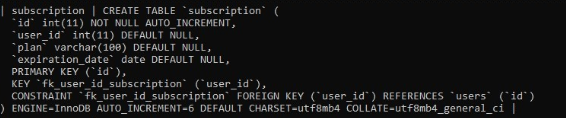 | subscription | CREATE TABLE `subscription` (
`id` int(11) NOT NULL AUTO_INCREMENT,
`user_id` int(11) DEFAULT NULL,
`plan` varchar(100) DEFAULT NULL,
`expiration_date` date DEFAULT NULL,
PRIMARY KEY (`id`),
KEY `fk_user_id_subscription` (`user_id`),
CONSTRAINT `fk_user_id_subscription` FOREIGN KEY (`user_id`) REFERENCES `users` (`id`)
) ENGINE=InnoDB AUTO_INCREMENT=6 DEFAULT CHARSET=utf8mb4 COLLATE=utf8mb4_general_ci |